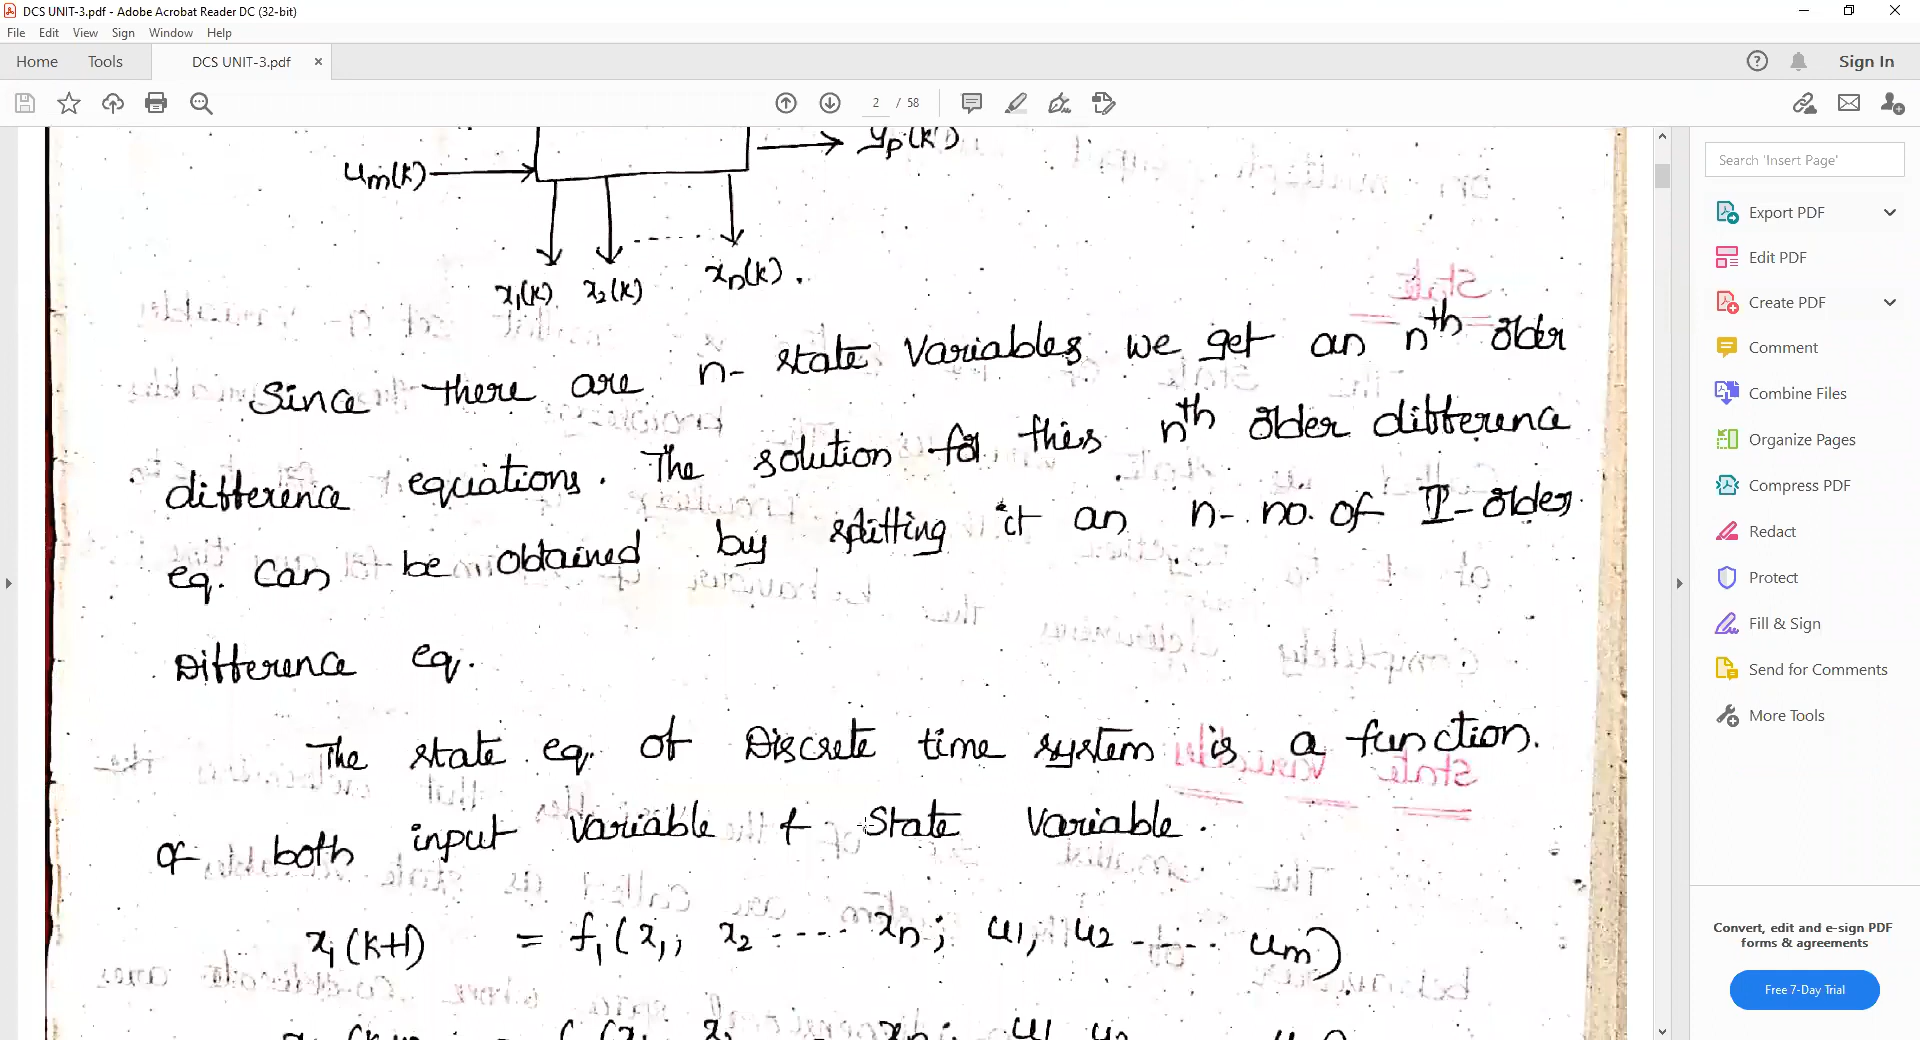 DCS UNIT-3.pdf - Adobe Acrobat Reader DC (32-bit)
File Edit View Sign Window Help
Home Tools DCS UNIT-3.pdf × Sign In
2 / 58
yp(k)
um(k)
x1(k) x2(k) xn(k).
Since there are n- state Variables we get an nth order
difference equations. The solution for this nth order difference
eq. can be obtained by splitting it an n- no. of I-order
Difference eq.
The state eq. of Discrete time system is a function
of both input Variable & State Variable.
x1(k+1) = f1(x1, x2 ---- xn; u1, u2 ---- um)
Search 'Insert Page'
Export PDF
Edit PDF
Create PDF
Comment
Combine Files
Organize Pages
Compress PDF
Redact
Protect
Fill & Sign
Send for Comments
More Tools
Convert, edit and e-sign PDF
forms & agreements
Free 7-Day Trial